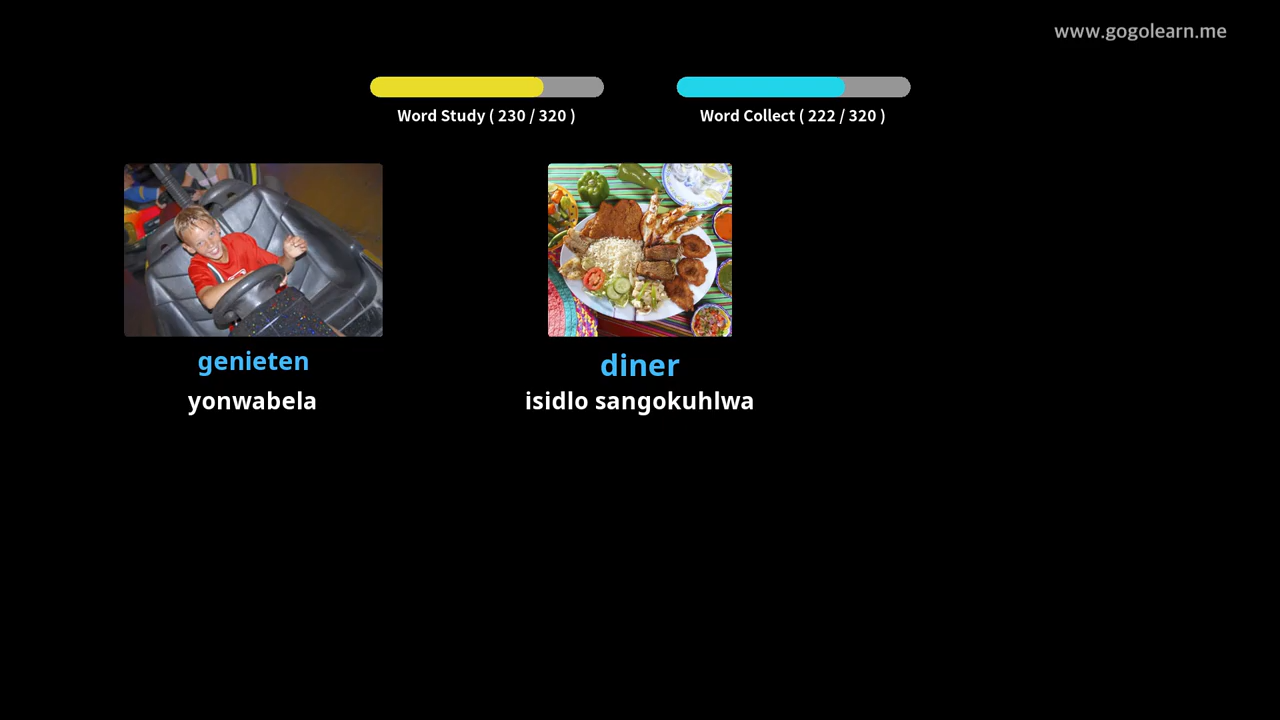 www.gogolearn.me
Word Study ( 230 / 320 )
Word Collect ( 222 / 320 )
genieten
diner
yonwabela
isidlo sangokuhlwa